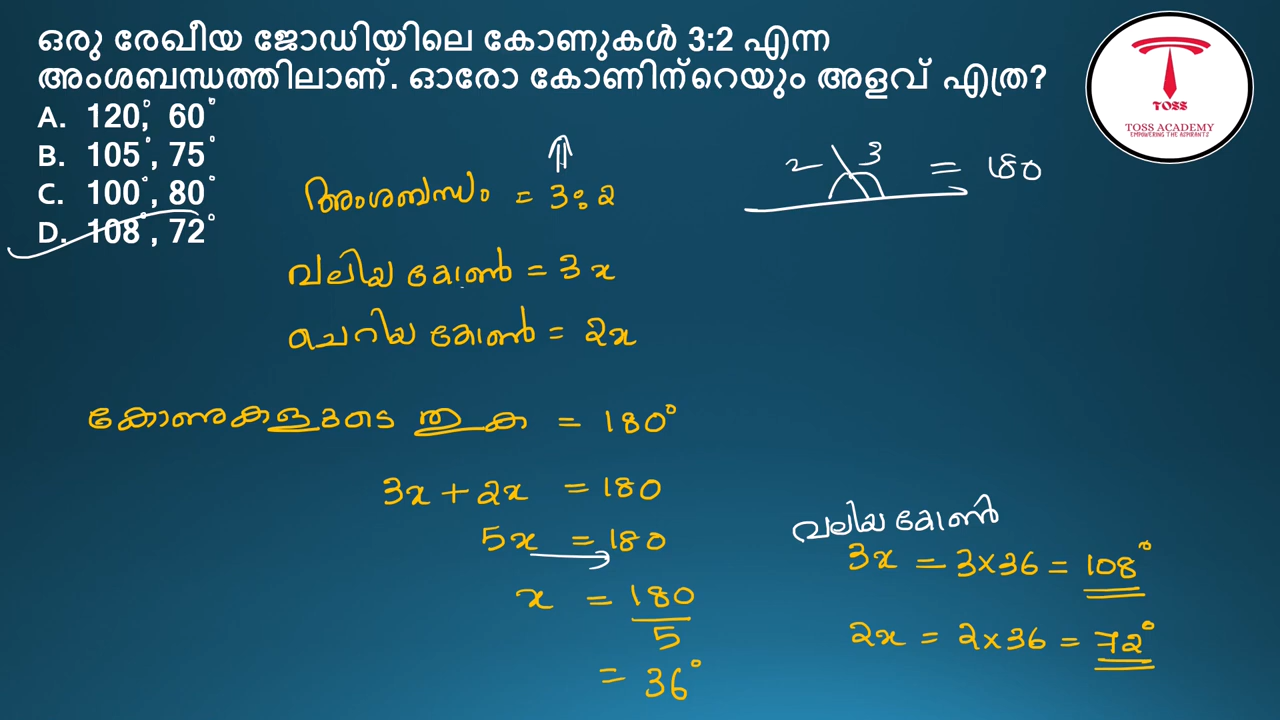 ഒരു രേഖീയ ജോഡിയിലെ കോണുകൾ 3:2 എന്ന
അംശബന്ധത്തിലാണ്. ഓരോ കോണിന്റെയും അളവ് എത്ര?
A. 120°, 60°
B. 105°, 75°
C. 100°, 80°
D. 108°, 72°
TOSS
TOSS ACADEMY
EMPOWERING THE ASPIRANTS
2 3 = 180
അംശബന്ധം = 3:2
വലിയ കോൺ = 3x
ചെറിയ കോൺ = 2x
കോണുകളുടെ തുക = 180°
3x + 2x = 180
5x = 180
x = 180/5
= 36°
വലിയ കോൺ
3x = 3×36 = 108°
2x = 2×36 = 72°